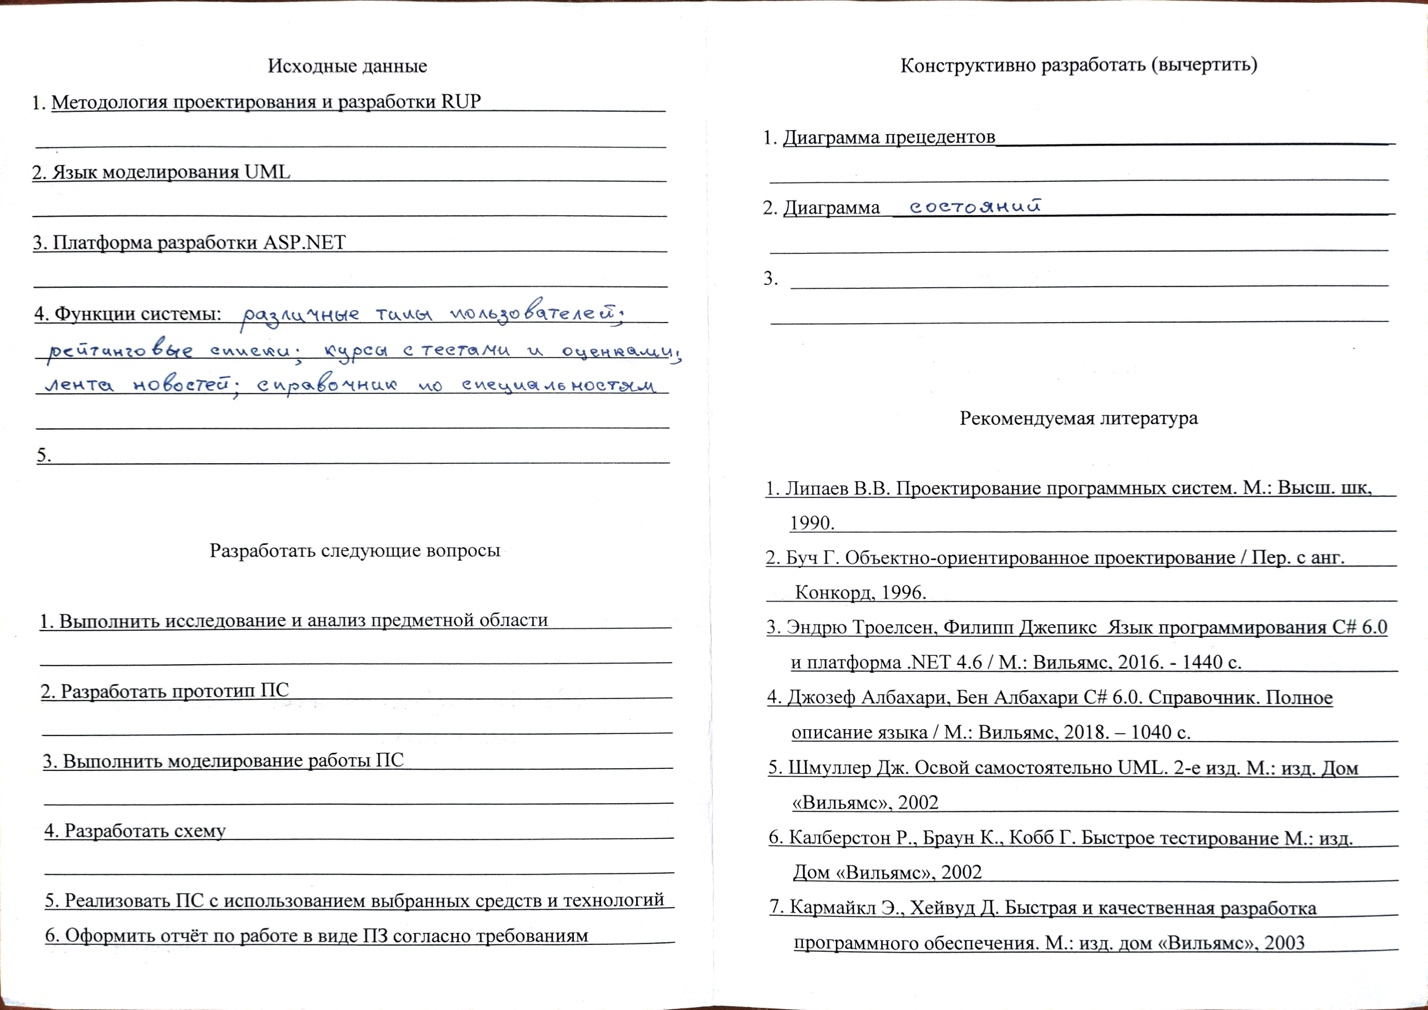 Исходные данные
1. Методология проектирования и разработки RUP
2. Язык моделирования UML
3. Платформа разработки ASP.NET
4. Функции системы: различные типы пользователей;
рейтинговые списки; курсы с тестами и оценками;
лента новостей; справочник по специальностям
5.
Разработать следующие вопросы
1. Выполнить исследование и анализ предметной области
2. Разработать прототип ПС
3. Выполнить моделирование работы ПС
4. Разработать схему
5. Реализовать ПС с использованием выбранных средств и технологий
6. Оформить отчёт по работе в виде ПЗ согласно требованиям
Конструктивно разработать (вычертить)
1. Диаграмма прецедентов
2. Диаграмма состояний
3.
Рекомендуемая литература
1. Липаев В.В. Проектирование программных систем. М.: Высш. шк,
1990.
2. Буч Г. Объектно-ориентированное проектирование / Пер. с анг.
Конкорд, 1996.
3. Эндрю Троелсен, Филипп Джепикс Язык программирования C# 6.0
и платформа .NET 4.6 / М.: Вильямс, 2016. - 1440 с.
4. Джозеф Албахари, Бен Албахари C# 6.0. Справочник. Полное
описание языка / М.: Вильямс, 2018. – 1040 с.
5. Шмуллер Дж. Освой самостоятельно UML. 2-е изд. М.: изд. Дом
«Вильямс», 2002
6. Калберстон Р., Браун К., Кобб Г. Быстрое тестирование М.: изд.
Дом «Вильямс», 2002
7. Кармайкл Э., Хейвуд Д. Быстрая и качественная разработка
программного обеспечения. М.: изд. дом «Вильямс», 2003